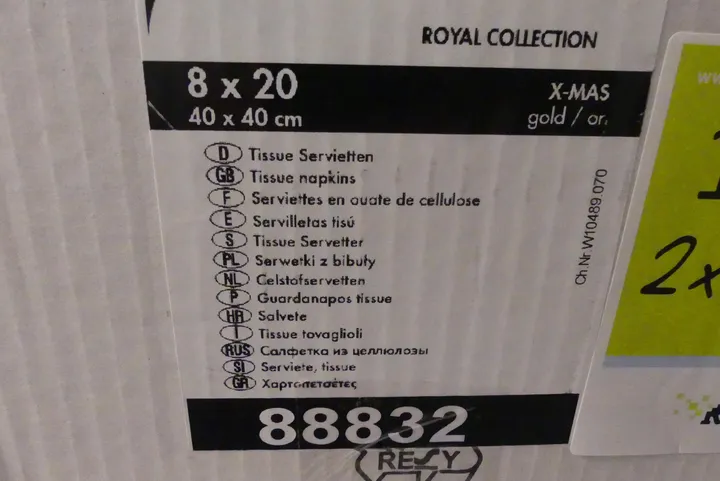 ROYAL COLLECTION
8 x 20
X-MAS
40 x 40 cm
gold / or
D Tissue Servietten
GB Tissue napkins
F Serviettes en ouate de cellulose
E Servilletas tisú
S Tissue Servetter
PL Serwetki z bibuły
NL Celstofservetten
P Guardanapos tissue
HR Salvete
I Tissue tovaglioli
RUS Салфетка из целлюлозы
SI Serviete, tissue
GR Χαρτοπετσέτες
Ch.Nr W10489.070
88832
RESY
2x